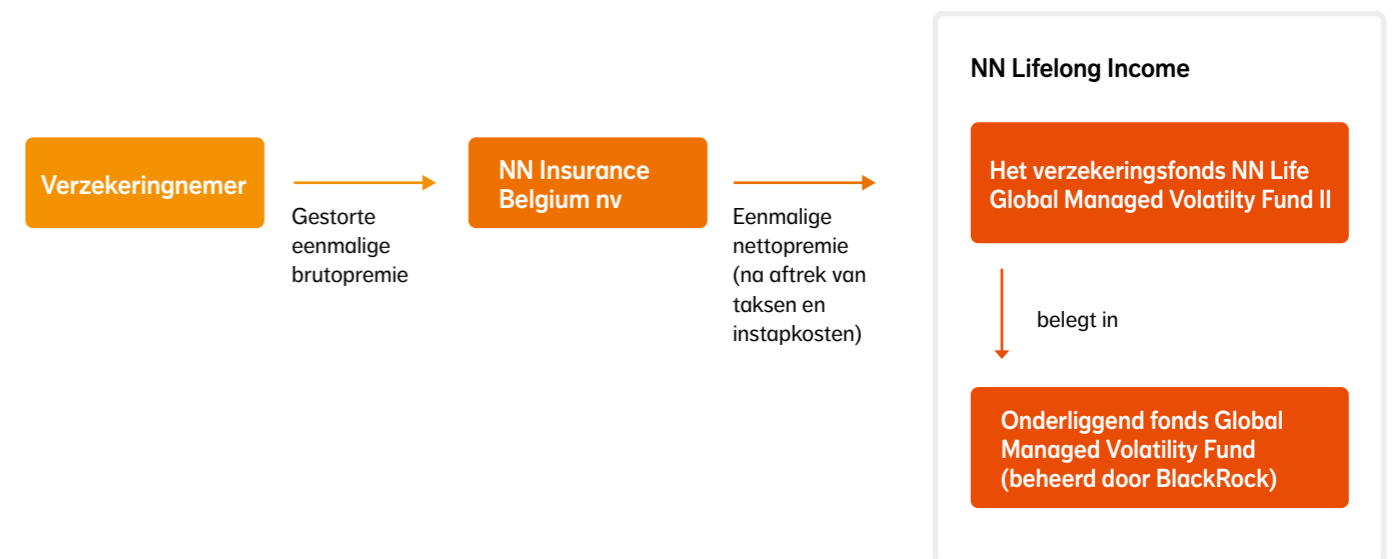 Verzekeringnemer
Gestorte
eenmalige
brutopremie
NN Insurance
Belgium nv
Eenmalige
nettopremie
(na aftrek van
taksen en
instapkosten)
NN Lifelong Income
Het verzekeringsfonds NN Life
Global Managed Volatilty Fund II
belegt in
Onderliggend fonds Global
Managed Volatility Fund
(beheerd door BlackRock)